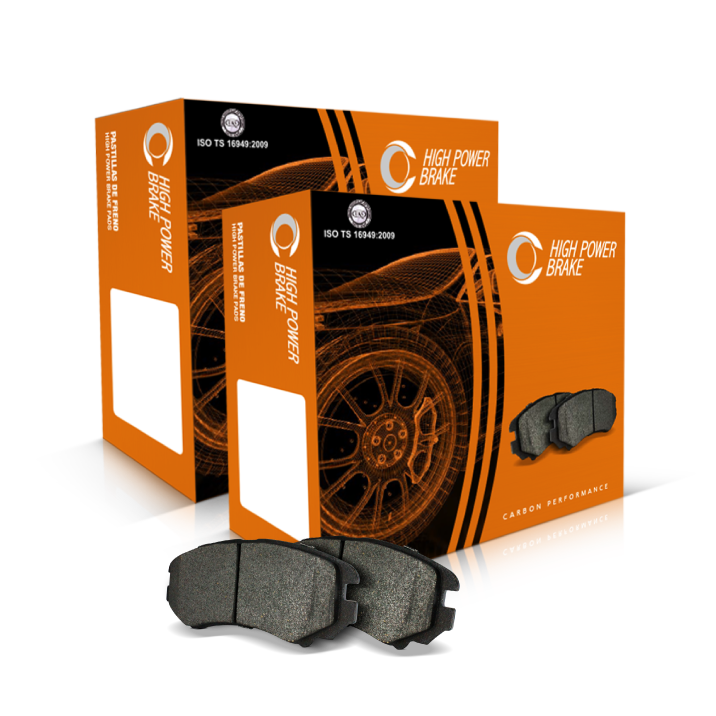 PASTILLAS DE FRENO
HIGH POWER BRAKE PADS
HIGH POWER
BRAKE
ISO TS 16949:2009
HIGH POWER
BRAKE
PASTILLAS DE FRENO
HIGH POWER BRAKE PADS
HIGH POWER
BRAKE
ISO TS 16949:2009
HIGH POWER
BRAKE
CARBON PERFORMANCE